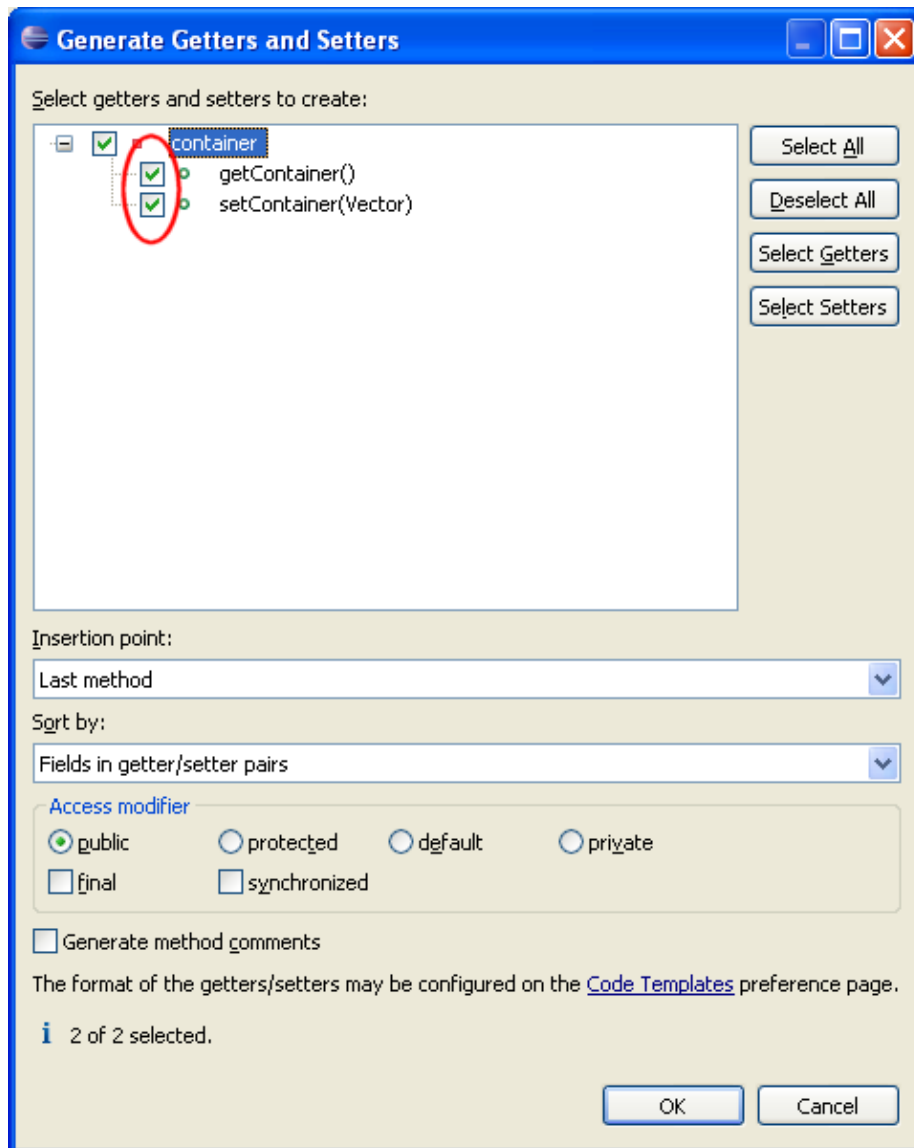 Generate Getters and Setters
Select getters and setters to create:
container
getContainer()
setContainer(Vector)
Select All
Deselect All
Select Getters
Select Setters
Insertion point:
Last method
Sort by:
Fields in getter/setter pairs
Access modifier
public protected default private
final synchronized
Generate method comments
The format of the getters/setters may be configured on the Code Templates preference page.
2 of 2 selected.
OK Cancel